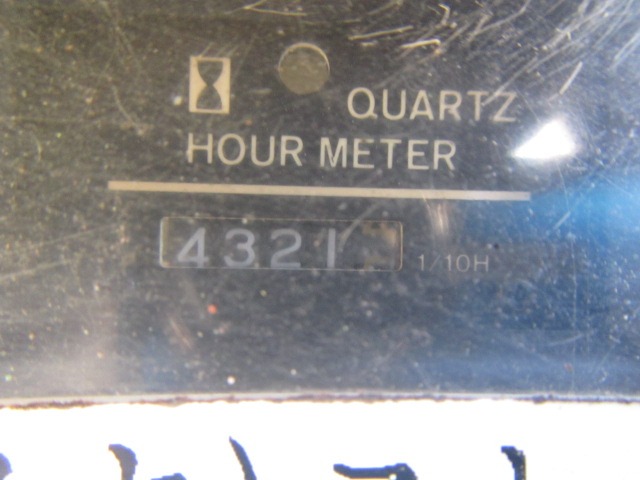 QUARTZ
HOUR METER
4321
1/10H